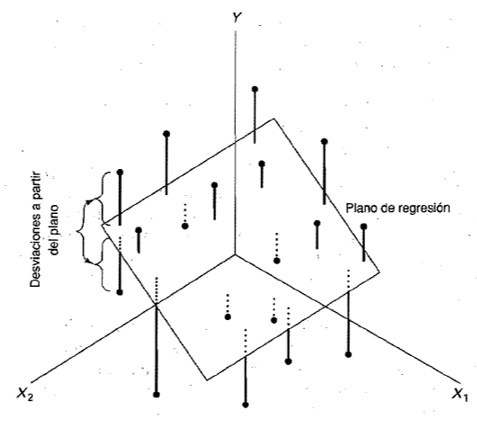 Y
Desviaciones a partir
del plano
Plano de regresión
X₂
X₁